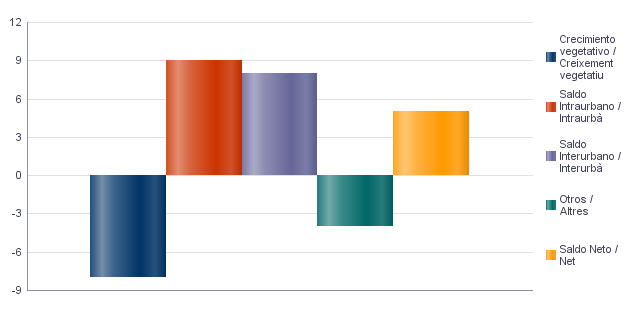 12
9
6
3
0
-3
-6
-9
Crecimiento
vegetativo /
Creixement
vegetatiu
Saldo
Intraurbano /
Intraurbà
Saldo
Interurbano /
Interurbà
Otros /
Altres
Saldo Neto /
Net